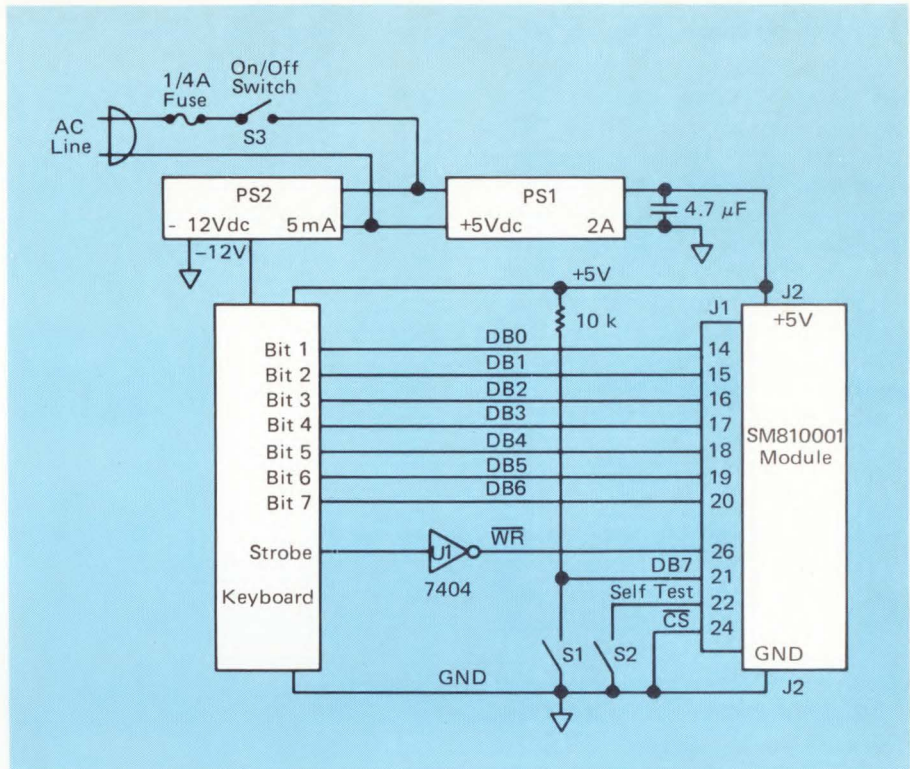 1/4A
Fuse
On/Off
Switch
S3
AC
Line
PS2
- 12Vdc 5mA
PS1
+5Vdc 2A
4.7 μF
–12V
+5V
10 k
J1
J2
+5V
Bit 1 DB0 14
Bit 2 DB1 15
Bit 3 DB2 16
Bit 4 DB3 17
Bit 5 DB4 18
Bit 6 DB5 19
Bit 7 DB6 20
SM810001
Module
Strobe U1 W̅R̅ 26
7404
DB7 21
Keyboard
Self Test 22
C̅S̅ 24
S1 S2
GND
GND
J2